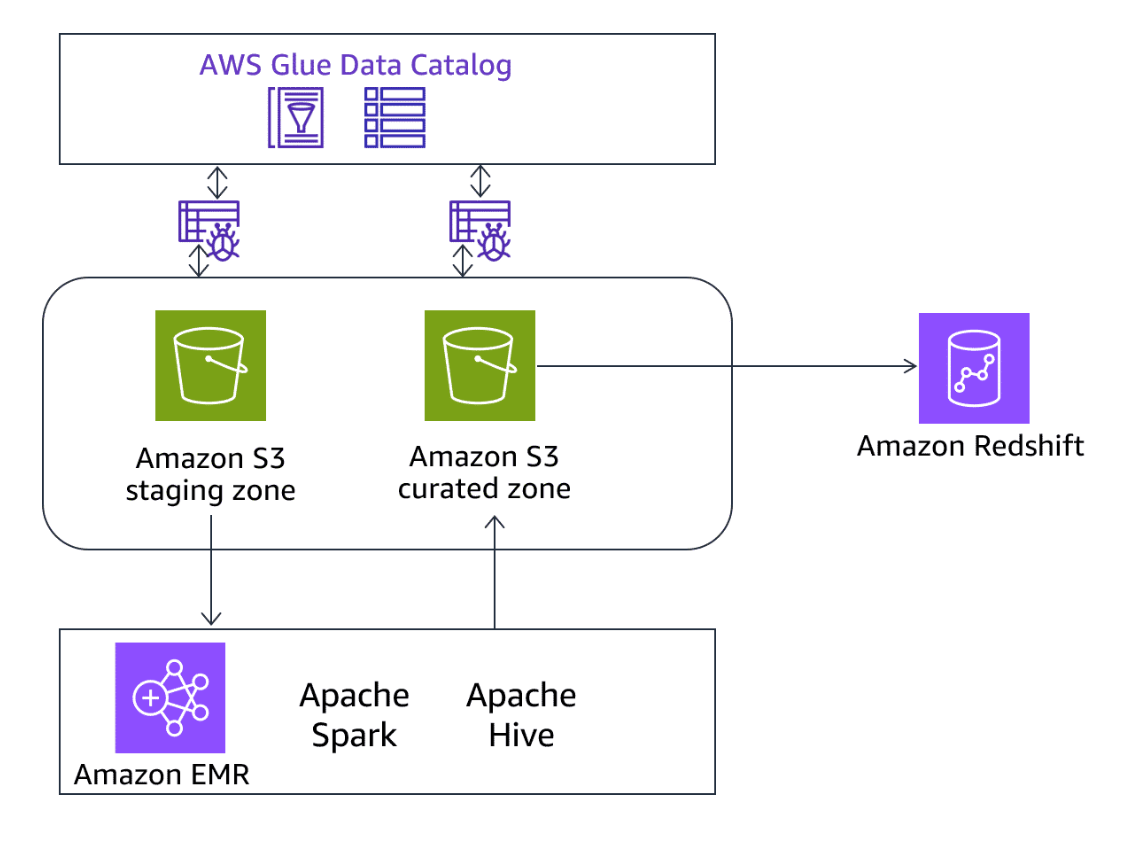 AWS Glue Data Catalog
Amazon S3
staging zone
Amazon S3
curated zone
Amazon Redshift
Amazon EMR
Apache
Spark
Apache
Hive